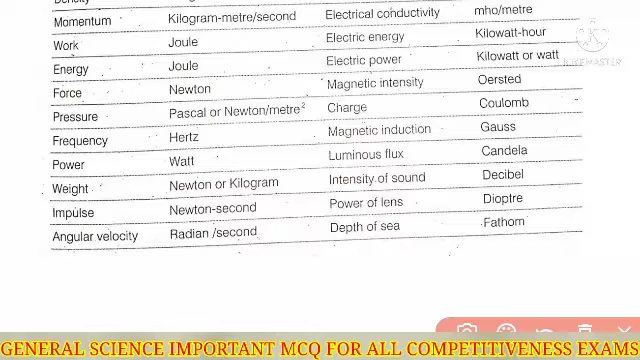 Momentum Kilogram-metre/second Electrical conductivity mho/metre
Work Joule Electric energy Kilowatt-hour
Energy Joule Electric power Kilowatt or watt
Force Newton Magnetic intensity Oersted
Pressure Pascal or Newton/metre² Charge Coulomb
Frequency Hertz Magnetic induction Gauss
Power Watt Luminous flux Candela
Weight Newton or Kilogram Intensity of sound Decibel
Impulse Newton-second Power of lens Dioptre
Angular velocity Radian /second Depth of sea Fathom
K
GENERAL SCIENCE IMPORTANT MCQ FOR ALL COMPETITIVENESS EXAMS